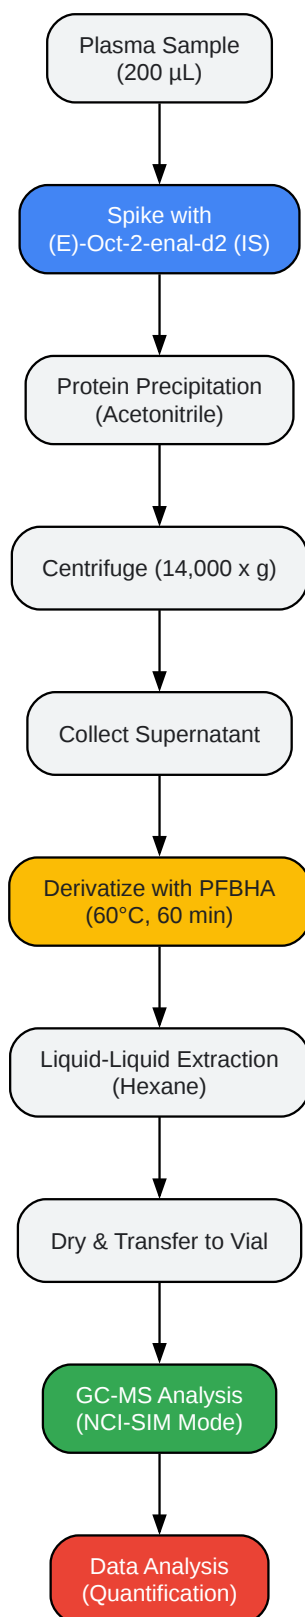 Plasma Sample
(200 µL)
Spike with
(E)-Oct-2-enal-d2 (IS)
Protein Precipitation
(Acetonitrile)
Centrifuge (14,000 x g)
Collect Supernatant
Derivatize with PFBHA
(60°C, 60 min)
Liquid-Liquid Extraction
(Hexane)
Dry & Transfer to Vial
GC-MS Analysis
(NCI-SIM Mode)
Data Analysis
(Quantification)